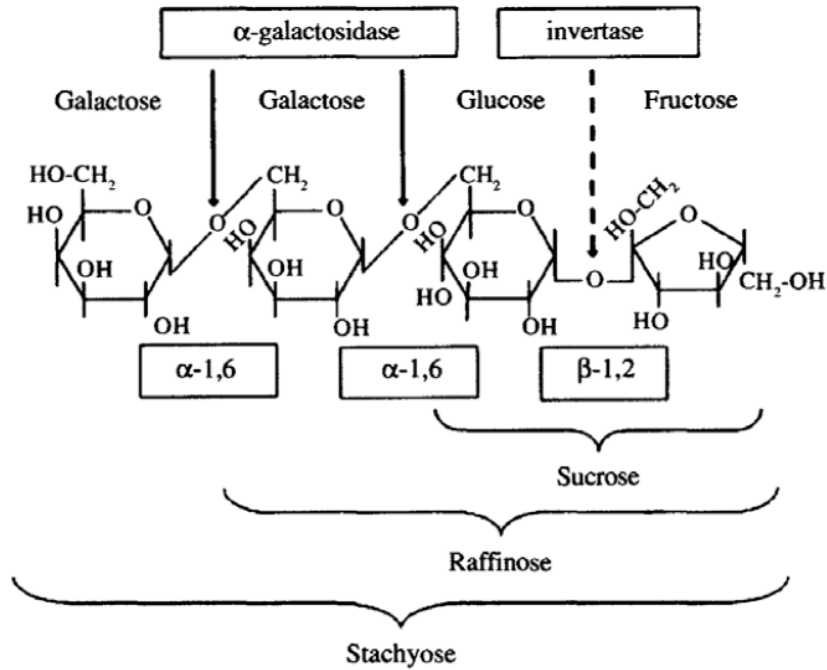 α-galactosidase invertase
Galactose Galactose Glucose Fructose
HO-CH2 CH2 CH2 HO-CH2
HO O O HO O O HO O O
OH OH OH HO O HO CH2-OH
HO
OH OH OH HO
α-1,6 α-1,6 β-1,2
Sucrose
Raffinose
Stachyose